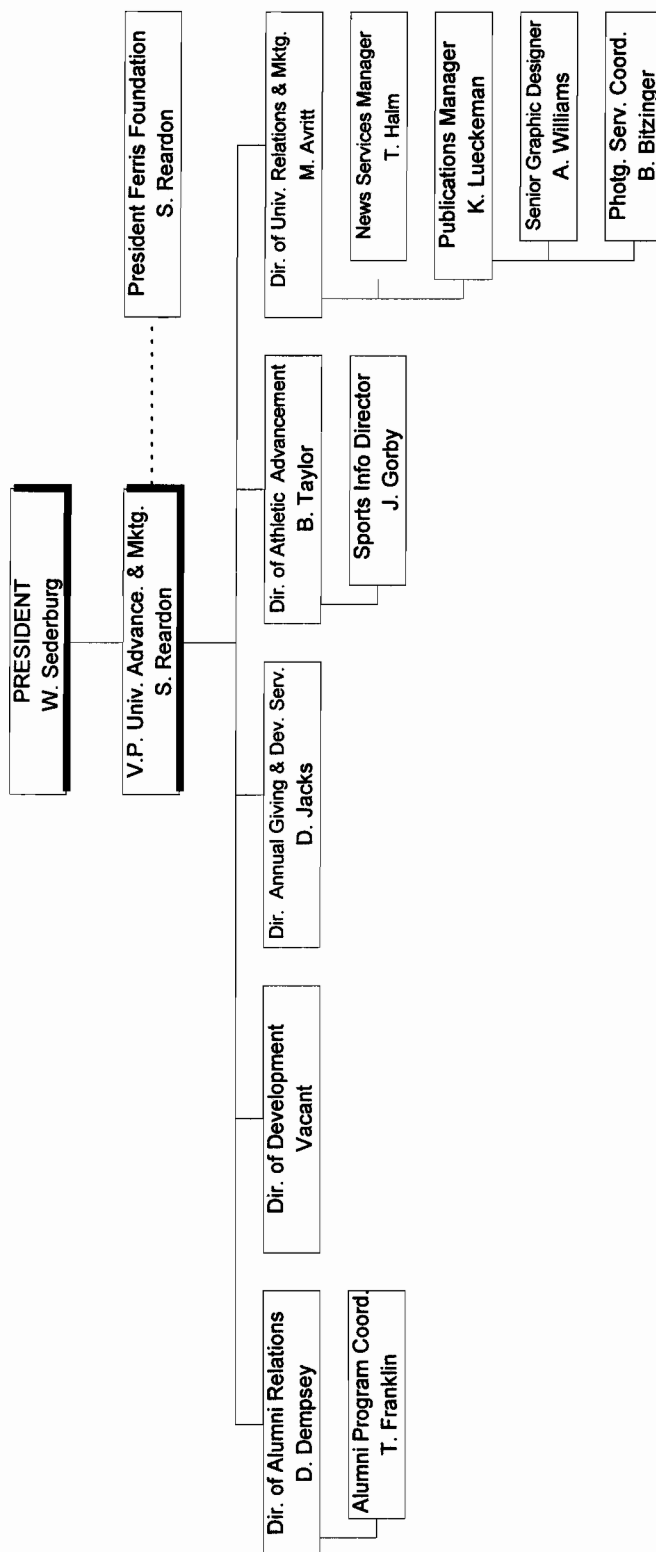 PRESIDENT
W. Sederburg
V.P. Univ. Advance. & Mktg.
S. Reardon
President Ferris Foundation
S. Reardon
Dir. of Alumni Relations
D. Dempsey
Alumni Program Coord.
T. Franklin
Dir. of Development
Vacant
Dir. Annual Giving & Dev. Serv.
D. Jacks
Dir. of Athletic Advancement
B. Taylor
Sports Info Director
J. Gorby
Dir. of Univ. Relations & Mktg.
M. Avritt
News Services Manager
T. Halm
Publications Manager
K. Lueckeman
Senior Graphic Designer
A. Williams
Photg. Serv. Coord.
B. Bitzinger